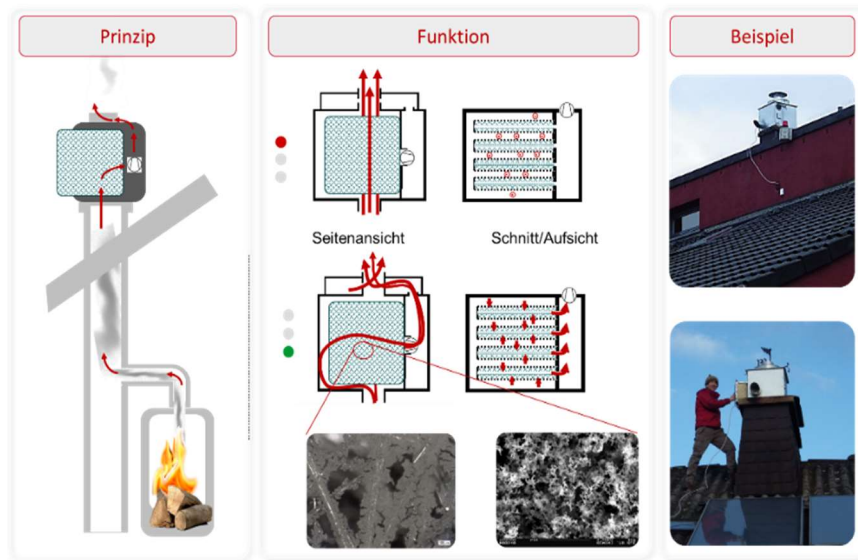 Prinzip
Funktion
Beispiel
Seitenansicht
Schnitt/Aufsicht